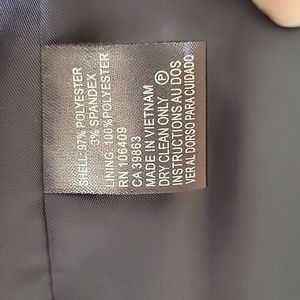 SHELL: 97% POLYESTER
3% SPANDEX
LINING: 100% POLYESTER
RN 106409
CA 39863
MADE IN VIETNAM
DRY CLEAN ONLY Ⓟ
INSTRUCTIONS AU DOS
VER AL DORSO PARA CUIDADO